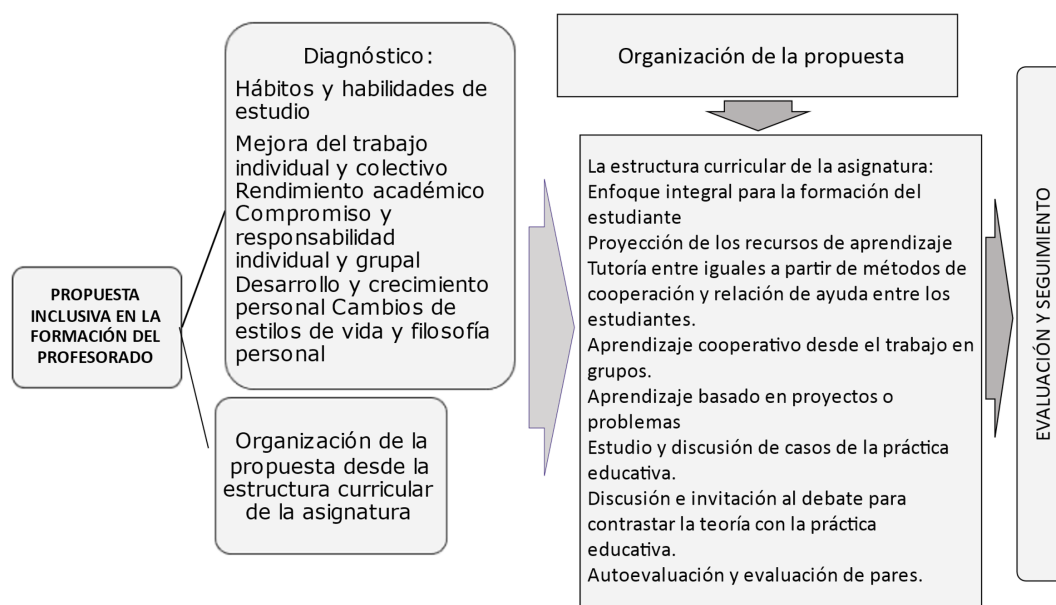 PROPUESTA
INCLUSIVA EN LA
FORMACIÓN DEL
PROFESORADO
Diagnóstico:
Hábitos y habilidades de
estudio
Mejora del trabajo
individual y colectivo
Rendimiento académico
Compromiso y
responsabilidad
individual y grupal
Desarrollo y crecimiento
personal Cambios de
estilos de vida y filosofía
personal
Organización de la
propuesta desde la
estructura curricular
de la asignatura
Organización de la propuesta
La estructura curricular de la asignatura:
Enfoque integral para la formación del
estudiante
Proyección de los recursos de aprendizaje
Tutoría entre iguales a partir de métodos de
cooperación y relación de ayuda entre los
estudiantes.
Aprendizaje cooperativo desde el trabajo en
grupos.
Aprendizaje basado en proyectos o
problemas
Estudio y discusión de casos de la práctica
educativa.
Discusión e invitación al debate para
contrastar la teoría con la práctica
educativa.
Autoevaluación y evaluación de pares.
EVALUACIÓN Y SEGUIMIENTO